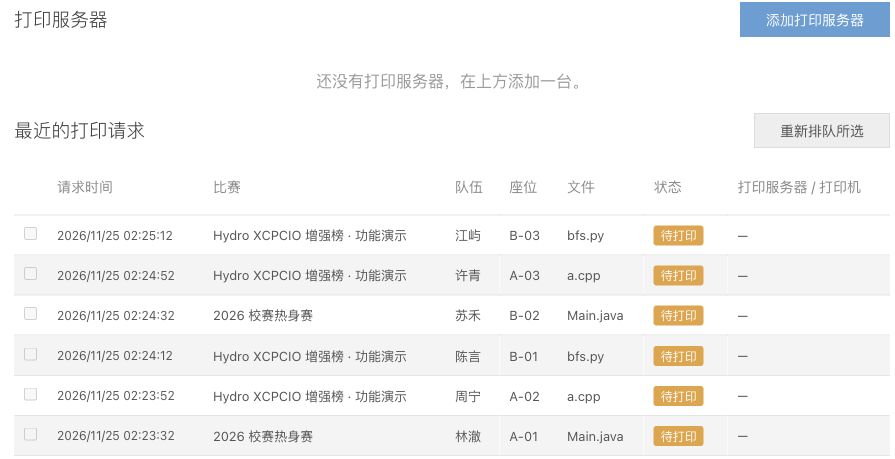 打印服务器
添加打印服务器
还没有打印服务器，在上方添加一台。
最近的打印请求
重新排队所选
请求时间 比赛 队伍 座位 文件 状态 打印服务器 / 打印机
2026/11/25 02:25:12 Hydro XCPCIO 增强榜 · 功能演示 江屿 B-03 bfs.py 待打印 —
2026/11/25 02:24:52 Hydro XCPCIO 增强榜 · 功能演示 许青 A-03 a.cpp 待打印 —
2026/11/25 02:24:32 2026 校赛热身赛 苏禾 B-02 Main.java 待打印 —
2026/11/25 02:24:12 Hydro XCPCIO 增强榜 · 功能演示 陈言 B-01 bfs.py 待打印 —
2026/11/25 02:23:52 Hydro XCPCIO 增强榜 · 功能演示 周宁 A-02 a.cpp 待打印 —
2026/11/25 02:23:32 2026 校赛热身赛 林澈 A-01 Main.java 待打印 —